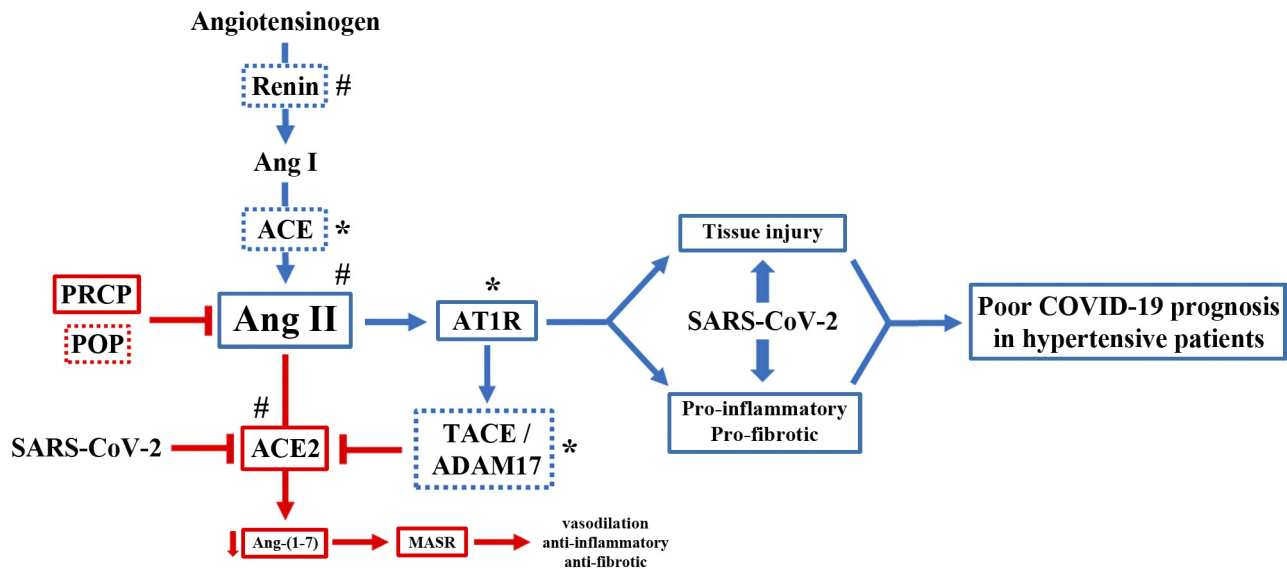 Angiotensinogen
Renin #
Ang I
ACE *
#
PRCP
POP
Ang II
*
AT1R
Tissue injury
SARS-CoV-2
Pro-inflammatory
Pro-fibrotic
Poor COVID-19 prognosis
in hypertensive patients
#
SARS-CoV-2
ACE2
TACE /
ADAM17 *
Ang-(1-7)
MASR
vasodilation
anti-inflammatory
anti-fibrotic